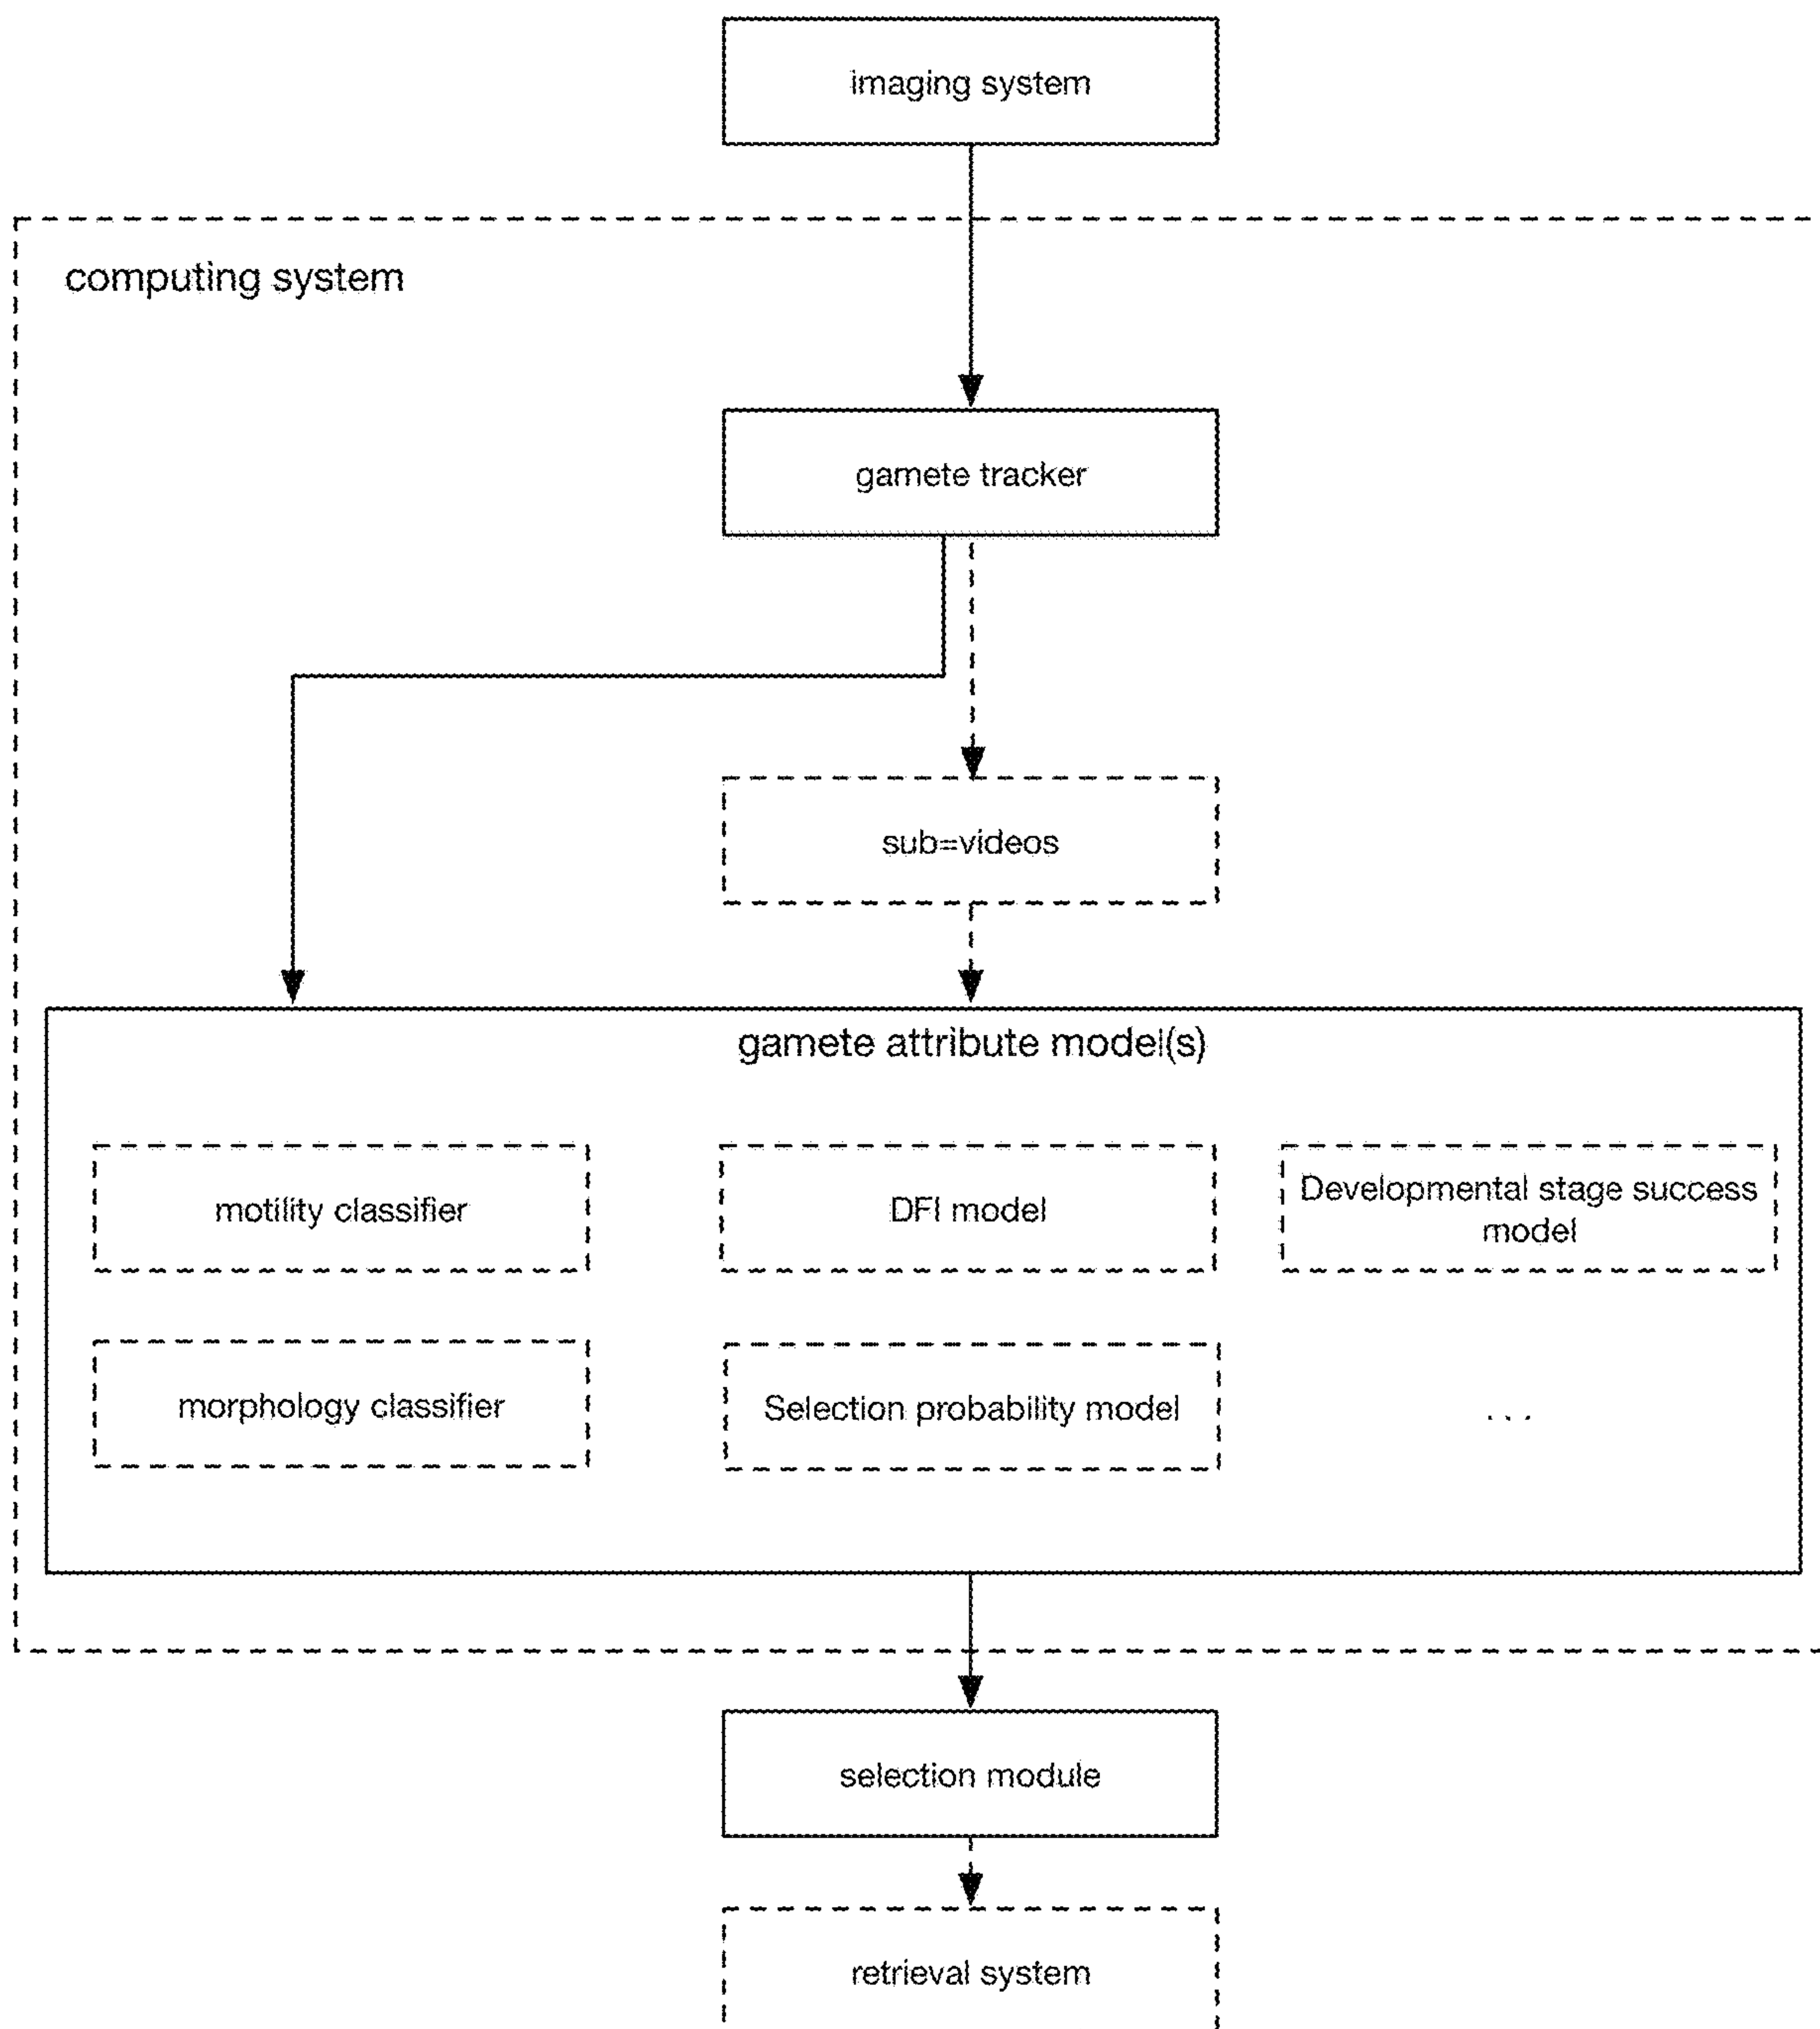 imaging system
computing system
gamete tracker
sub=videos
gamete attribute model(s)
motility classifier
DFI model
Developmental stage success
model
morphology classifier
Selection probability model
...
selection module
retrieval system